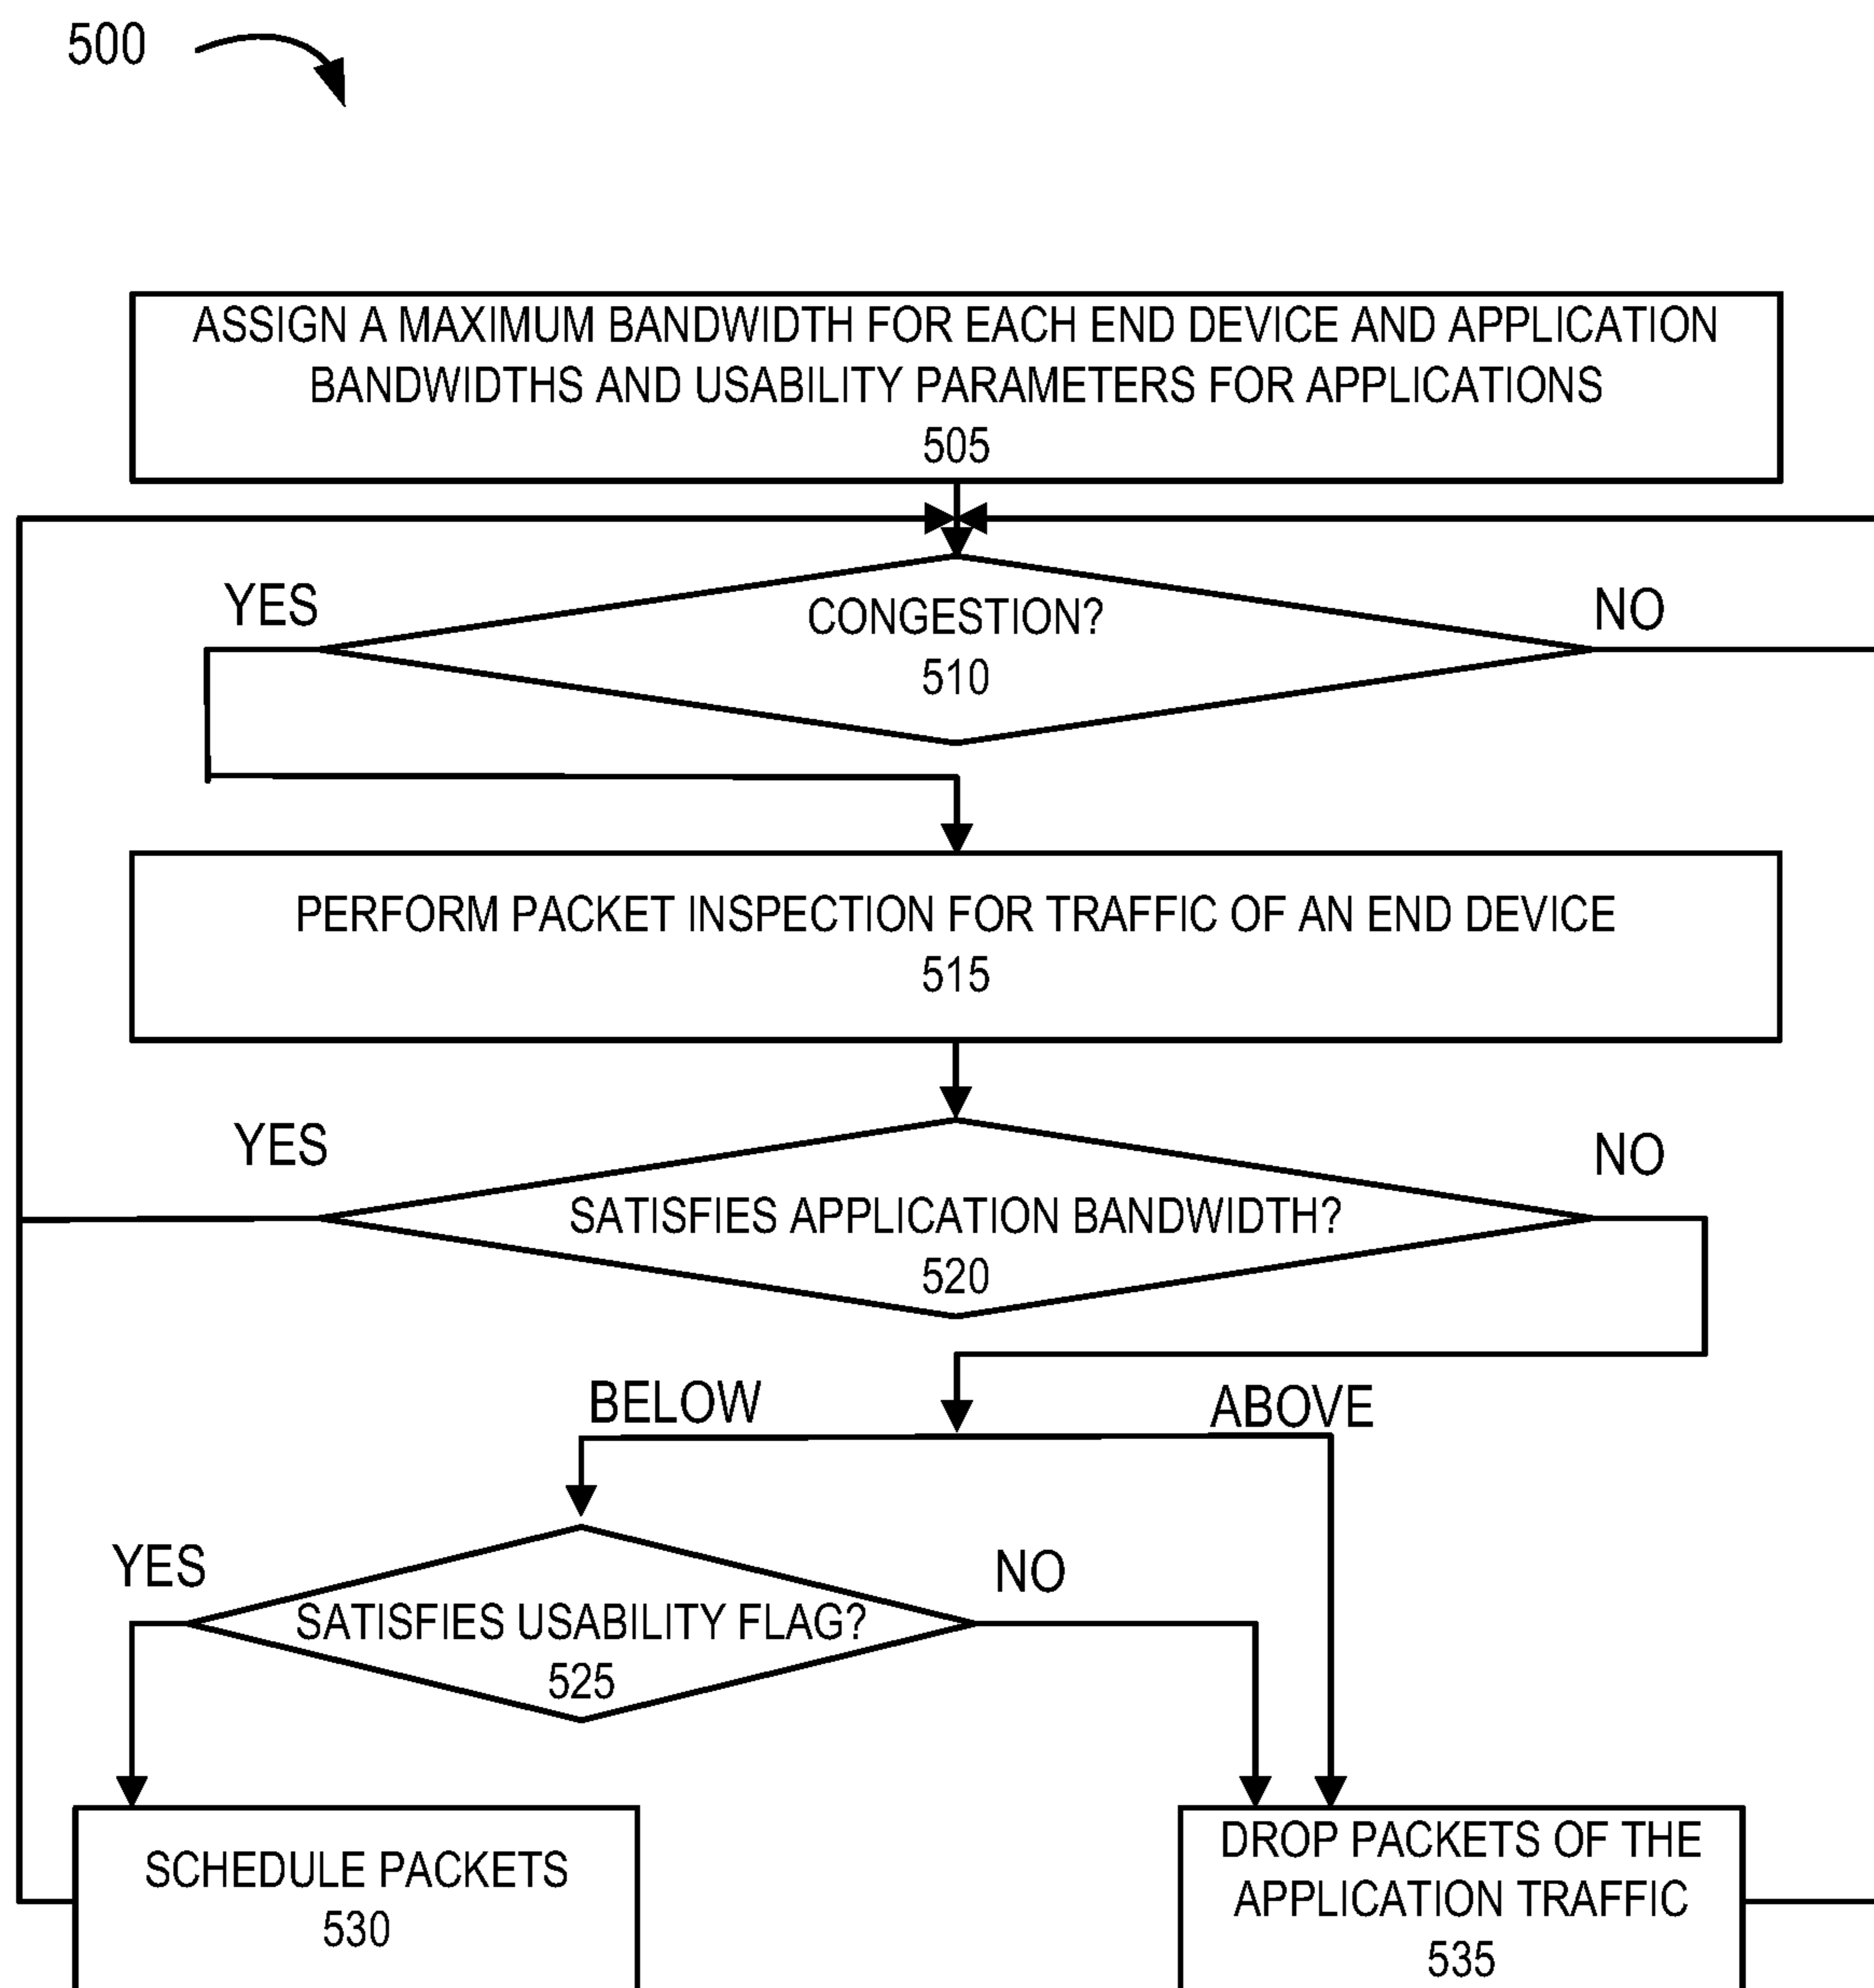 500
ASSIGN A MAXIMUM BANDWIDTH FOR EACH END DEVICE AND APPLICATION
BANDWIDTHS AND USABILITY PARAMETERS FOR APPLICATIONS
505
YES
NO
CONGESTION?
510
PERFORM PACKET INSPECTION FOR TRAFFIC OF AN END DEVICE
515
YES
NO
SATISFIES APPLICATION BANDWIDTH?
520
BELOW
ABOVE
YES
NO
SATISFIES USABILITY FLAG?
525
SCHEDULE PACKETS
530
DROP PACKETS OF THE
APPLICATION TRAFFIC
535